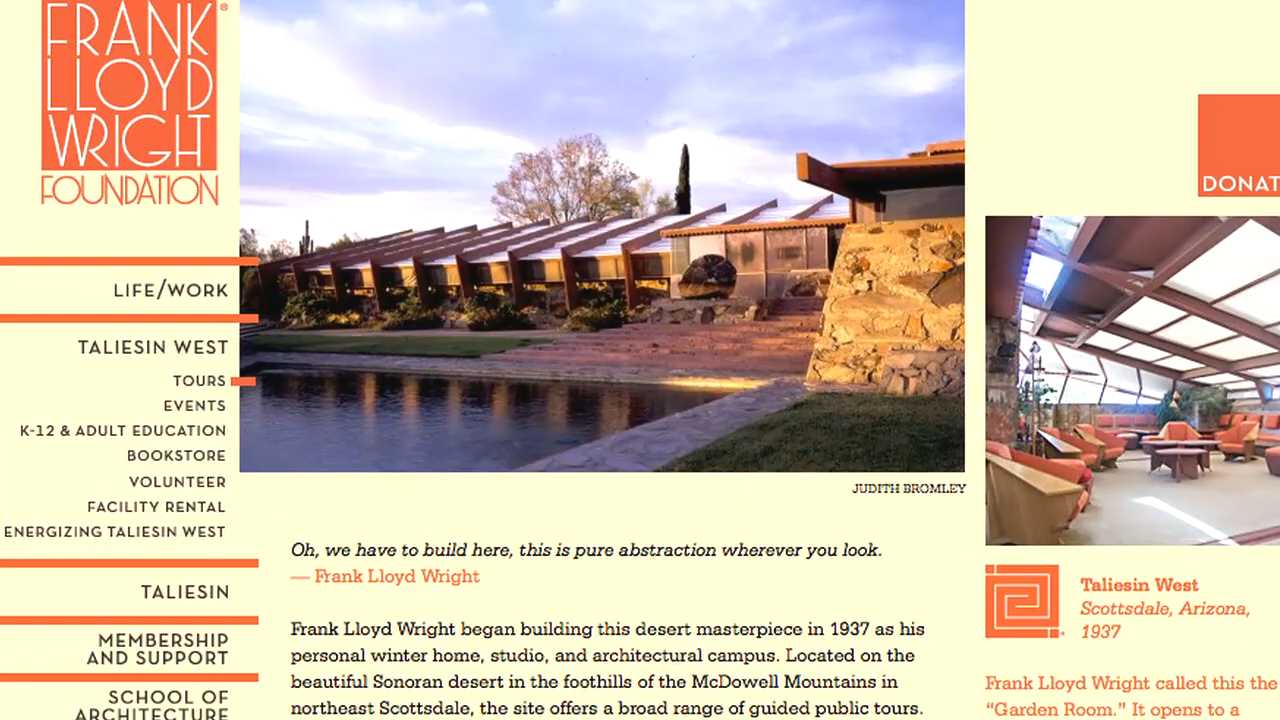 FRANK
LLOYD
WRIGH
FOUNDATION
LIFE/WORK
TALIESIN WEST
TOURS
EVENTS
K-12 & ADULT EDUCATION
BOOKSTORE
VOLUNTEER
FACILITY RENTAL
ENERGIZING TALIESIN WEST
TALIESIN
MEMBERSHIP
AND SUPPORT
SCHOOL OF
ARCHITECTURE
JUDITH BROMLEY
Oh, we have to build here, this is pure abstraction wherever you look.
— Frank Lloyd Wright
Frank Lloyd Wright began building this desert masterpiece in 1937 as his
personal winter home, studio, and architectural campus. Located on the
beautiful Sonoran desert in the foothills of the McDowell Mountains in
northeast Scottsdale, the site offers a broad range of guided public tours.
DONAT
Taliesin West
Scottsdale, Arizona,
1937
Frank Lloyd Wright called this the
“Garden Room.” It opens to a